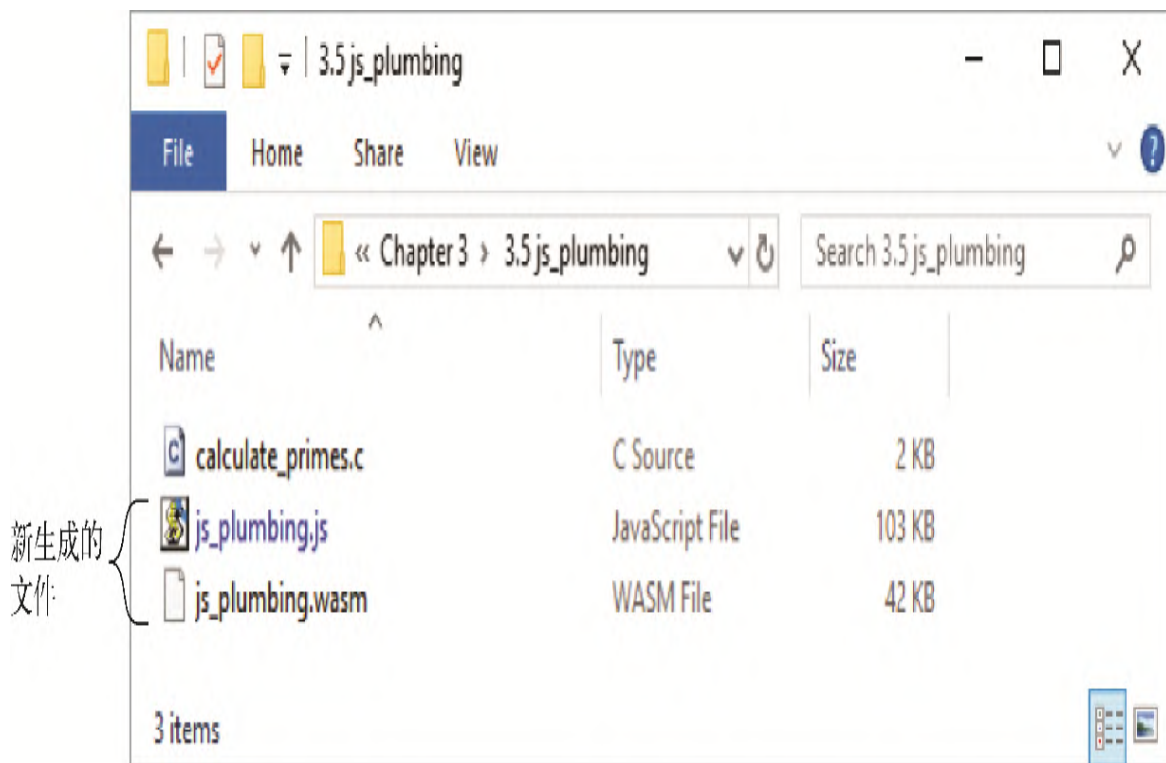 3.5 js_plumbing
File Home Share View
« Chapter 3 › 3.5 js_plumbing
Search 3.5 js_plumbing
Name Type Size
calculate_primes.c C Source 2 KB
js_plumbing.js JavaScript File 103 KB
js_plumbing.wasm WASM File 42 KB
新生成的
文件
3 items